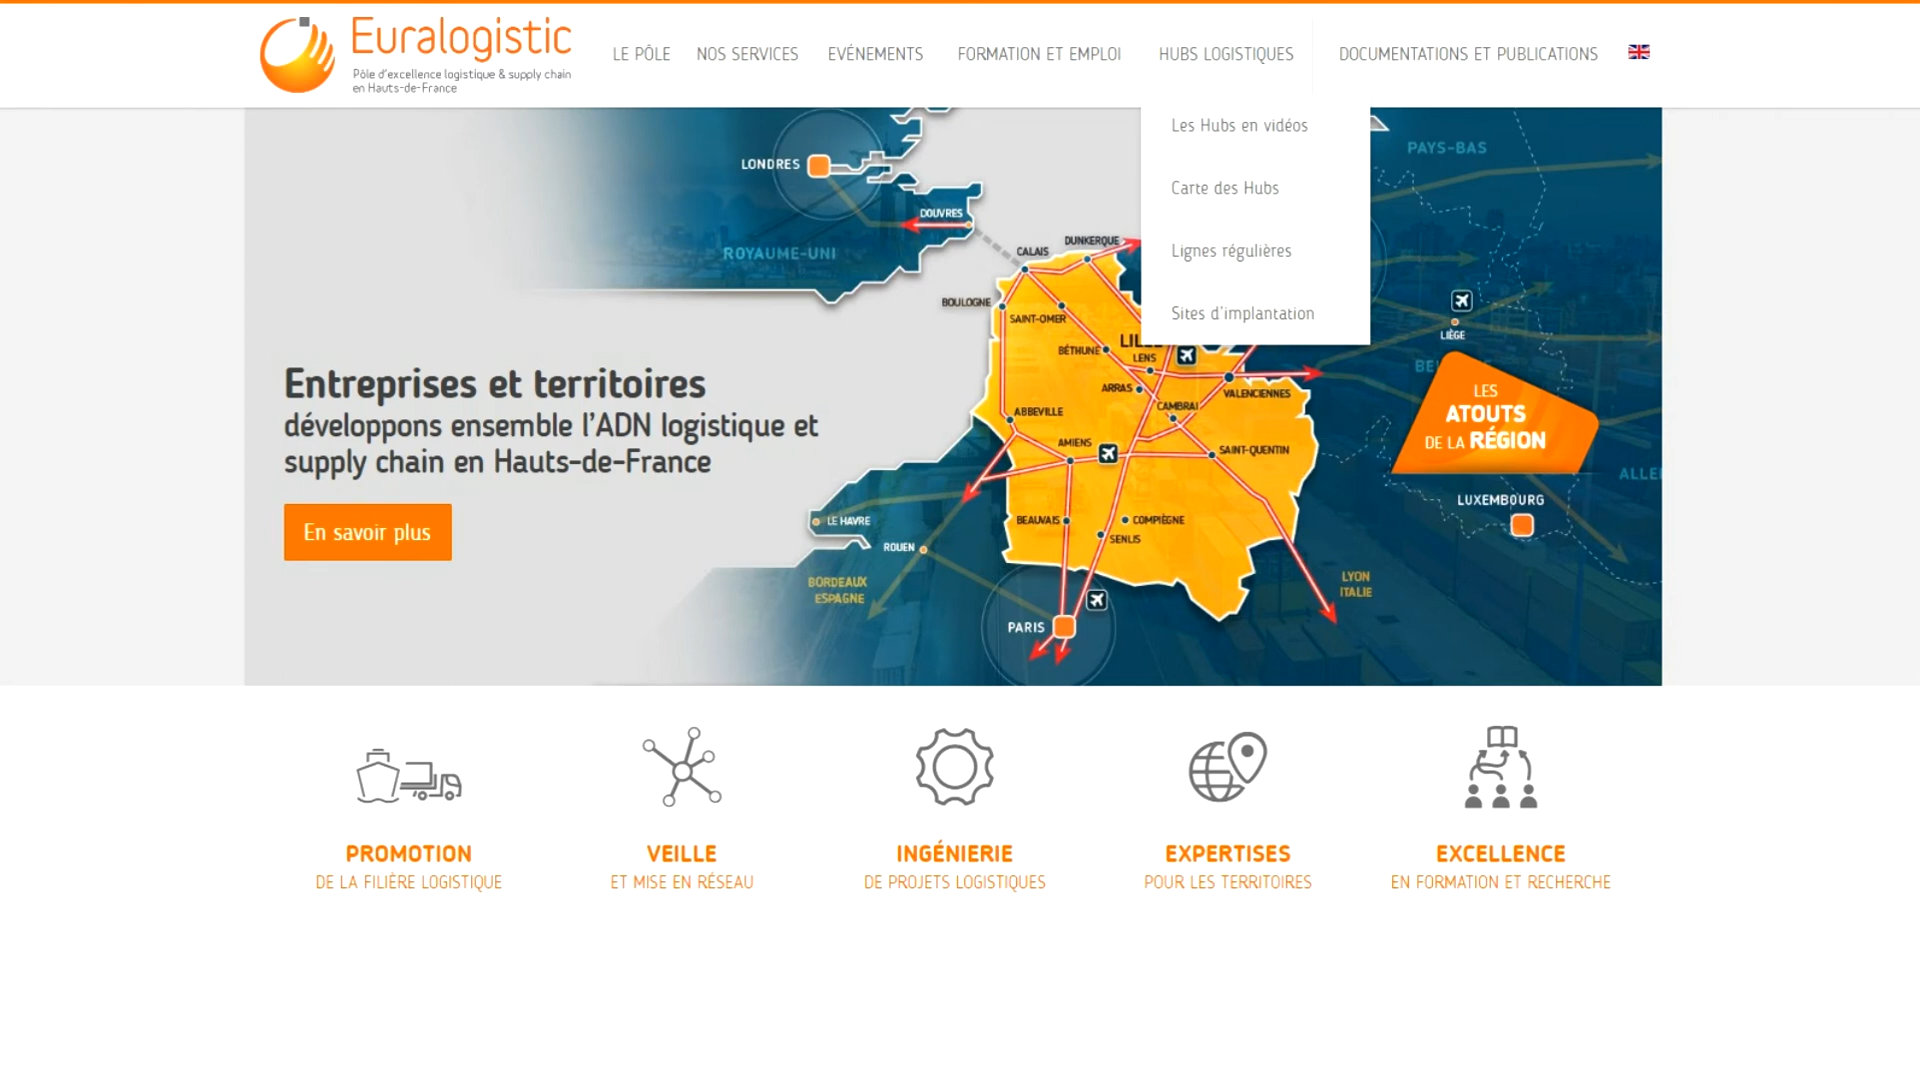 Euralogistic
Pôle d'excellence logistique & supply chain
en Hauts-de-France
LE PÔLE
NOS SERVICES
EVÉNEMENTS
FORMATION ET EMPLOI
HUBS LOGISTIQUES
DOCUMENTATIONS ET PUBLICATIONS
Les Hubs en vidéos
Carte des Hubs
Lignes régulières
Sites d'implantation
LONDRES
PAYS-BAS
DOUVRES
ROYAUME-UNI
CALAIS
DUNKERQUE
BOULOGNE
SAINT-OMER
LIÈGE
BÉTHUNE
LENS
ARRAS
VALENCIENNES
CAMBRAI
ABBEVILLE
AMIENS
SAINT-QUENTIN
Entreprises et territoires
développons ensemble l'ADN logistique et
supply chain en Hauts-de-France
En savoir plus
LES
ATOUTS
DE LA RÉGION
LUXEMBOURG
LE HAVRE
ROUEN
BEAUVAIS
COMPIÈGNE
SENLIS
BORDEAUX
ESPAGNE
LYON
ITALIE
PARIS
PROMOTION
DE LA FILIÈRE LOGISTIQUE
VEILLE
ET MISE EN RÉSEAU
INGÉNIERIE
DE PROJETS LOGISTIQUES
EXPERTISES
POUR LES TERRITOIRES
EXCELLENCE
EN FORMATION ET RECHERCHE